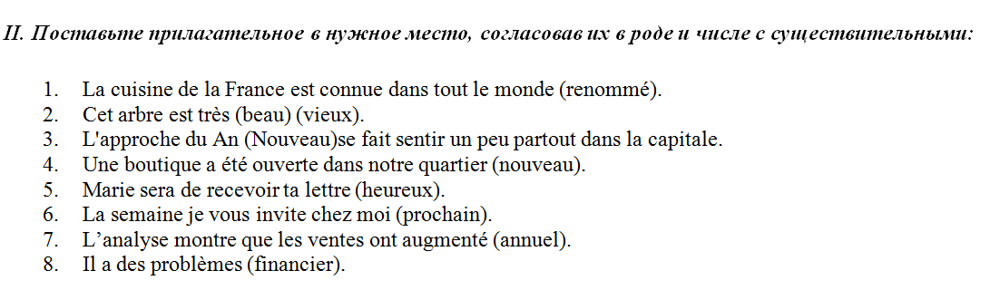 II. Поставьте прилагательное в нужное место, согласовав их в роде и числе с существительными:
1. La cuisine de la France est connue dans tout le monde (renommé).
2. Cet arbre est très (beau) (vieux).
3. L'approche du An (Nouveau)se fait sentir un peu partout dans la capitale.
4. Une boutique a été ouverte dans notre quartier (nouveau).
5. Marie sera de recevoir ta lettre (heureux).
6. La semaine je vous invite chez moi (prochain).
7. L’analyse montre que les ventes ont augmenté (annuel).
8. Il a des problèmes (financier).